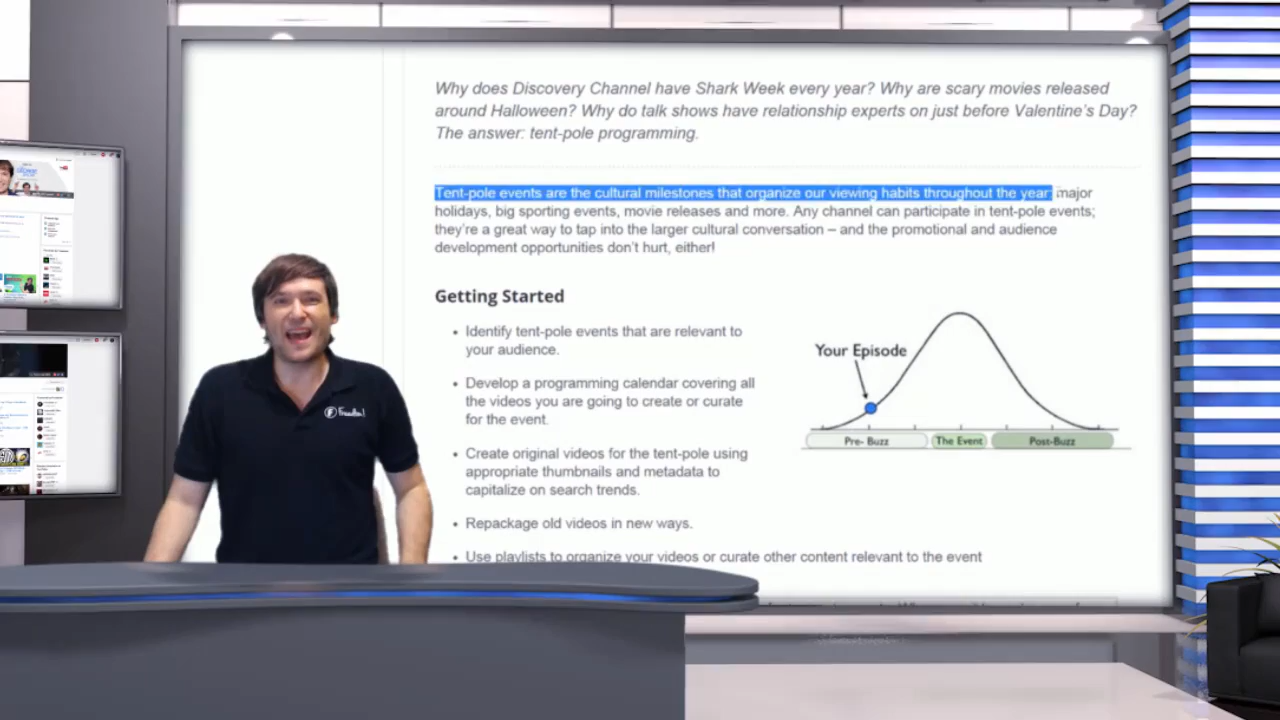 Why does Discovery Channel have Shark Week every year? Why are scary movies released
around Halloween? Why do talk shows have relationship experts on just before Valentine's Day?
The answer: tent-pole programming.
Tent-pole events are the cultural milestones that organize our viewing habits throughout the year: major
holidays, big sporting events, movie releases and more. Any channel can participate in tent-pole events;
they're a great way to tap into the larger cultural conversation – and the promotional and audience
development opportunities don't hurt, either!
Getting Started
• Identify tent-pole events that are relevant to
your audience.
• Develop a programming calendar covering all
the videos you are going to create or curate
for the event.
• Create original videos for the tent-pole using
appropriate thumbnails and metadata to
capitalize on search trends.
• Repackage old videos in new ways.
• Use playlists to organize your videos or curate other content relevant to the event
Your Episode
Pre- Buzz
The Event
Post-Buzz
Freedom!